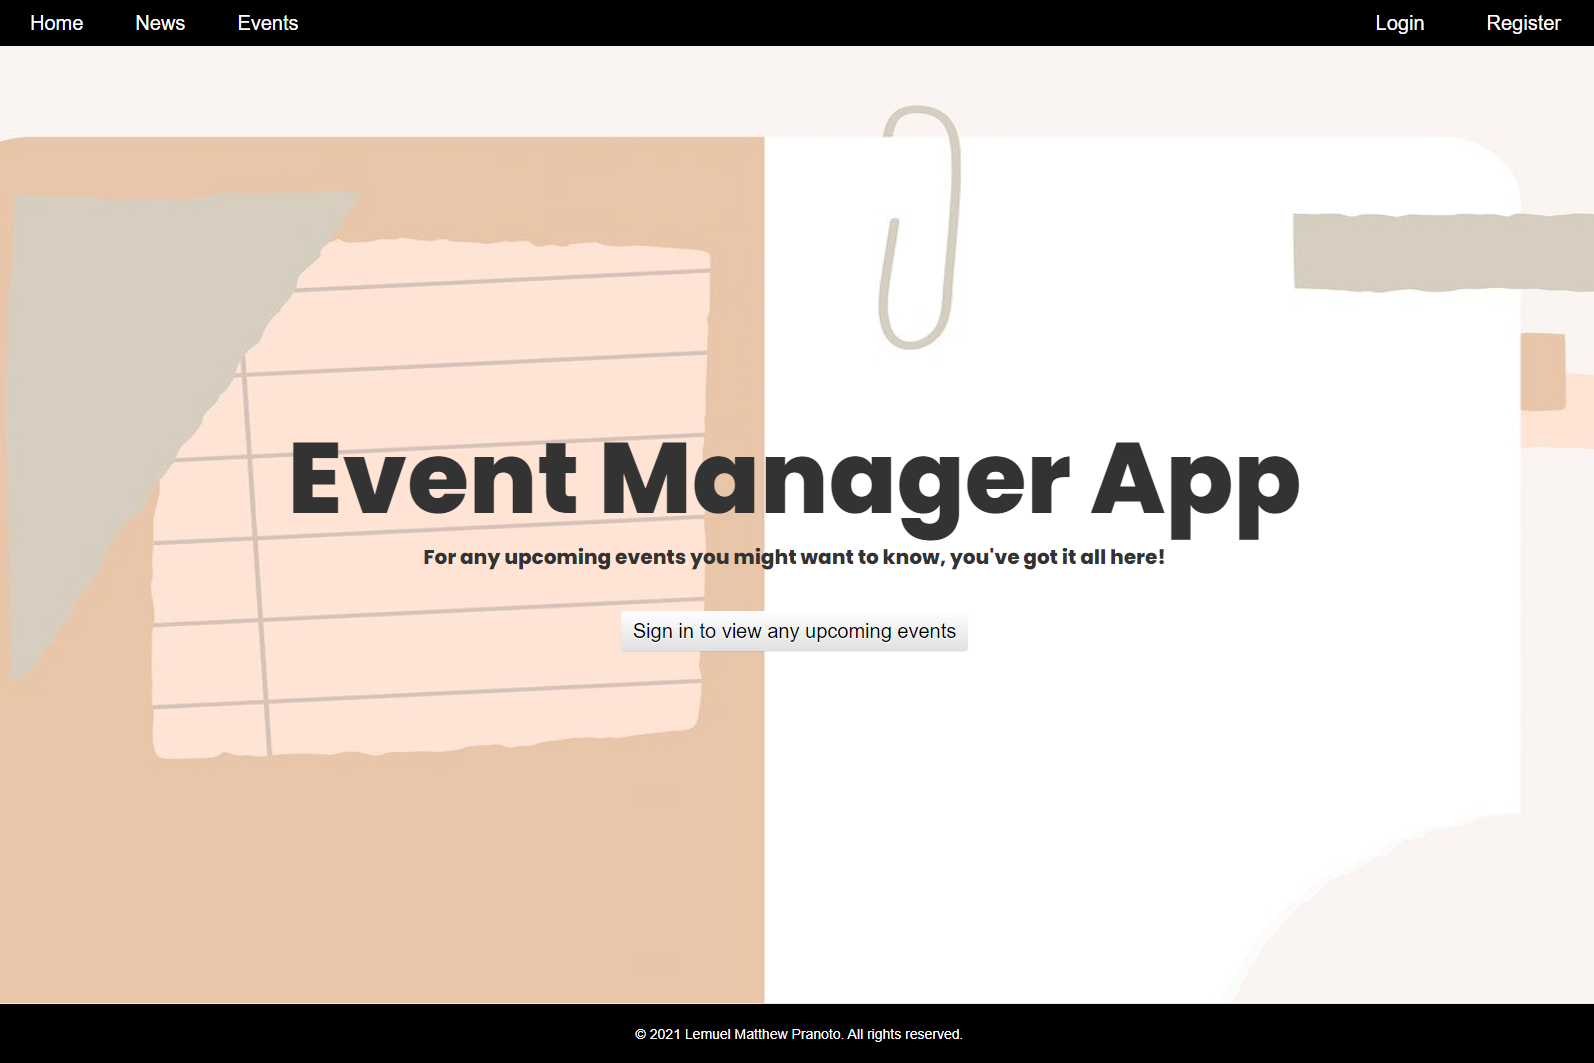 Home News Events Login Register
Event Manager App
For any upcoming events you might want to know, you've got it all here!
Sign in to view any upcoming events
© 2021 Lemuel Matthew Pranoto. All rights reserved.